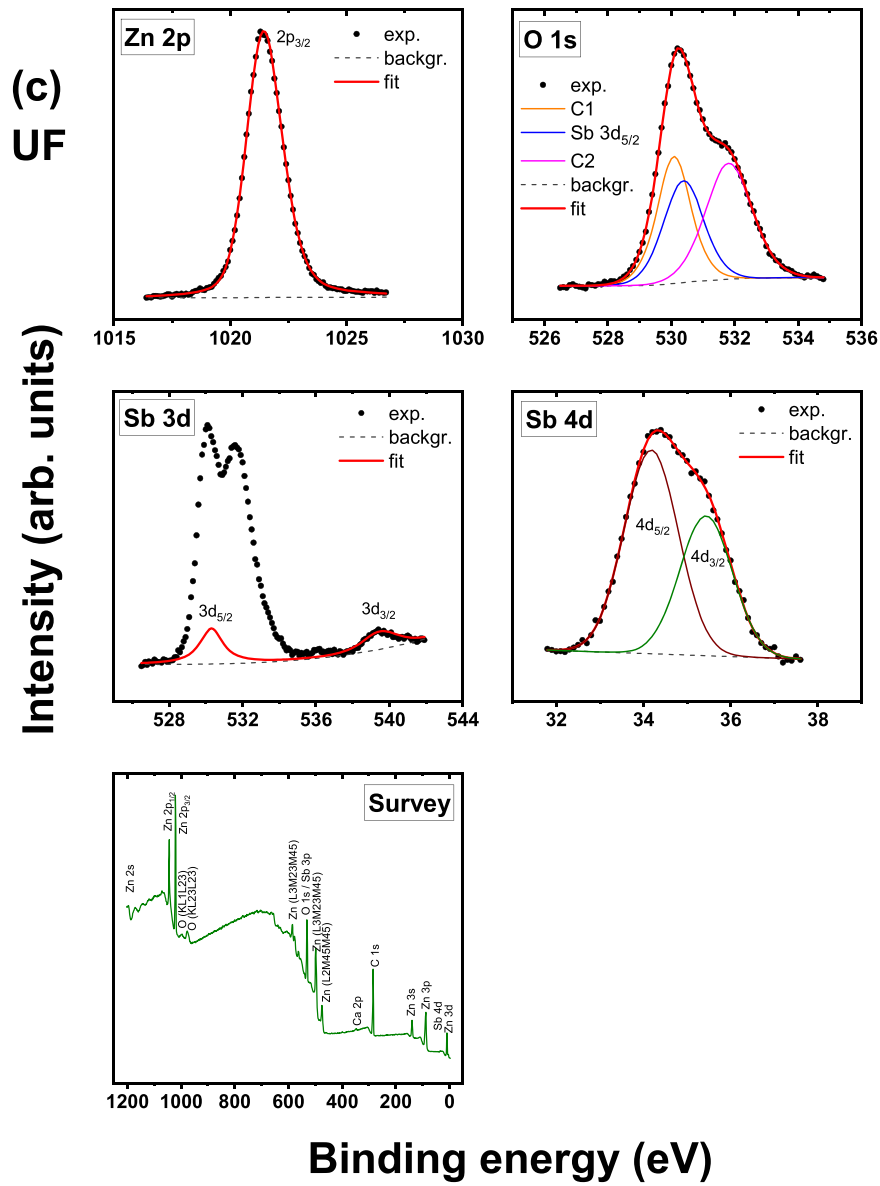 (c)
UF
Intensity (arb. units)
Zn 2p
2p3/2
exp.
backgr.
fit
1015 1020 1025 1030
O 1s
exp.
C1
Sb 3d5/2
C2
backgr.
fit
526 528 530 532 534 536
Sb 3d
exp.
backgr.
fit
3d5/2
3d3/2
528 532 536 540 544
Sb 4d
exp.
backgr.
fit
4d5/2
4d3/2
32 34 36 38
Survey
Zn 2s
Zn 2p1/2
Zn 2p3/2
O (KL1L23)
O (KL23L23)
Zn (L3M23M45)
O 1s / Sb 3p
Zn (L3M23M45)
Zn (L2M45M45)
Ca 2p
C 1s
Zn 3s
Zn 3p
Sb 4d
Zn 3d
1200 1000 800 600 400 200 0
Binding energy (eV)